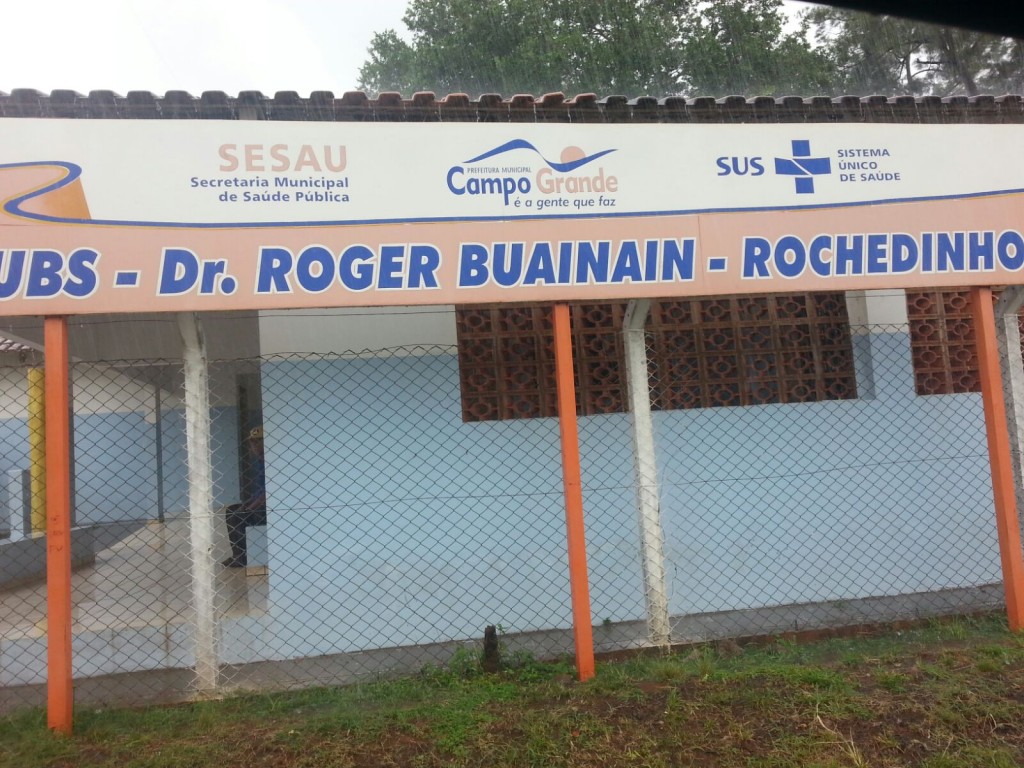 SESAU
Secretaria Municipal
de Saúde Pública
PREFEITURA MUNICIPAL
Campo Grande
é a gente que faz
SUS
SISTEMA
ÚNICO
DE SAÚDE
UBS - Dr. ROGER BUAINAIN - ROCHEDINHO